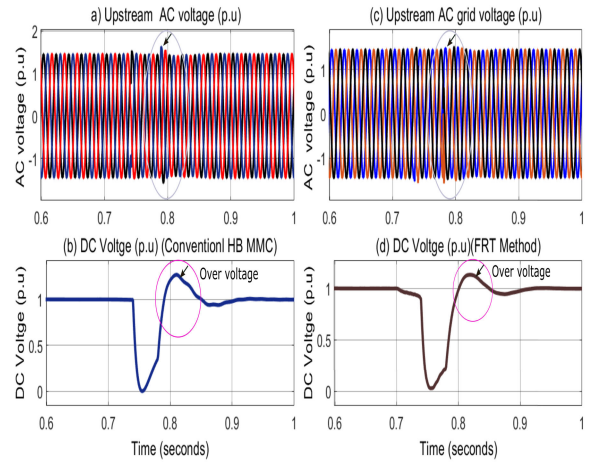 a) Upstream AC voltage (p.u)
AC voltage (p.u)
2
1
0
-1
0.6
0.7
0.8
0.9
1
(c) Upstream AC grid voltage (p.u)
AC voltage (p.u)
1
0
-1
0.6
0.7
0.8
0.9
1
(b) DC Voltge (p.u) (Conventionl HB MMC)
DC Voltge (p.u)
Over voltage
1
0.5
0
0.6
0.7
0.8
0.9
1
Time (seconds)
(d) DC Voltge (p.u)(FRT Method)
DC Voltge (p.u)
Over voltage
1
0.5
0
0.6
0.7
0.8
0.9
1
Time (seconds)